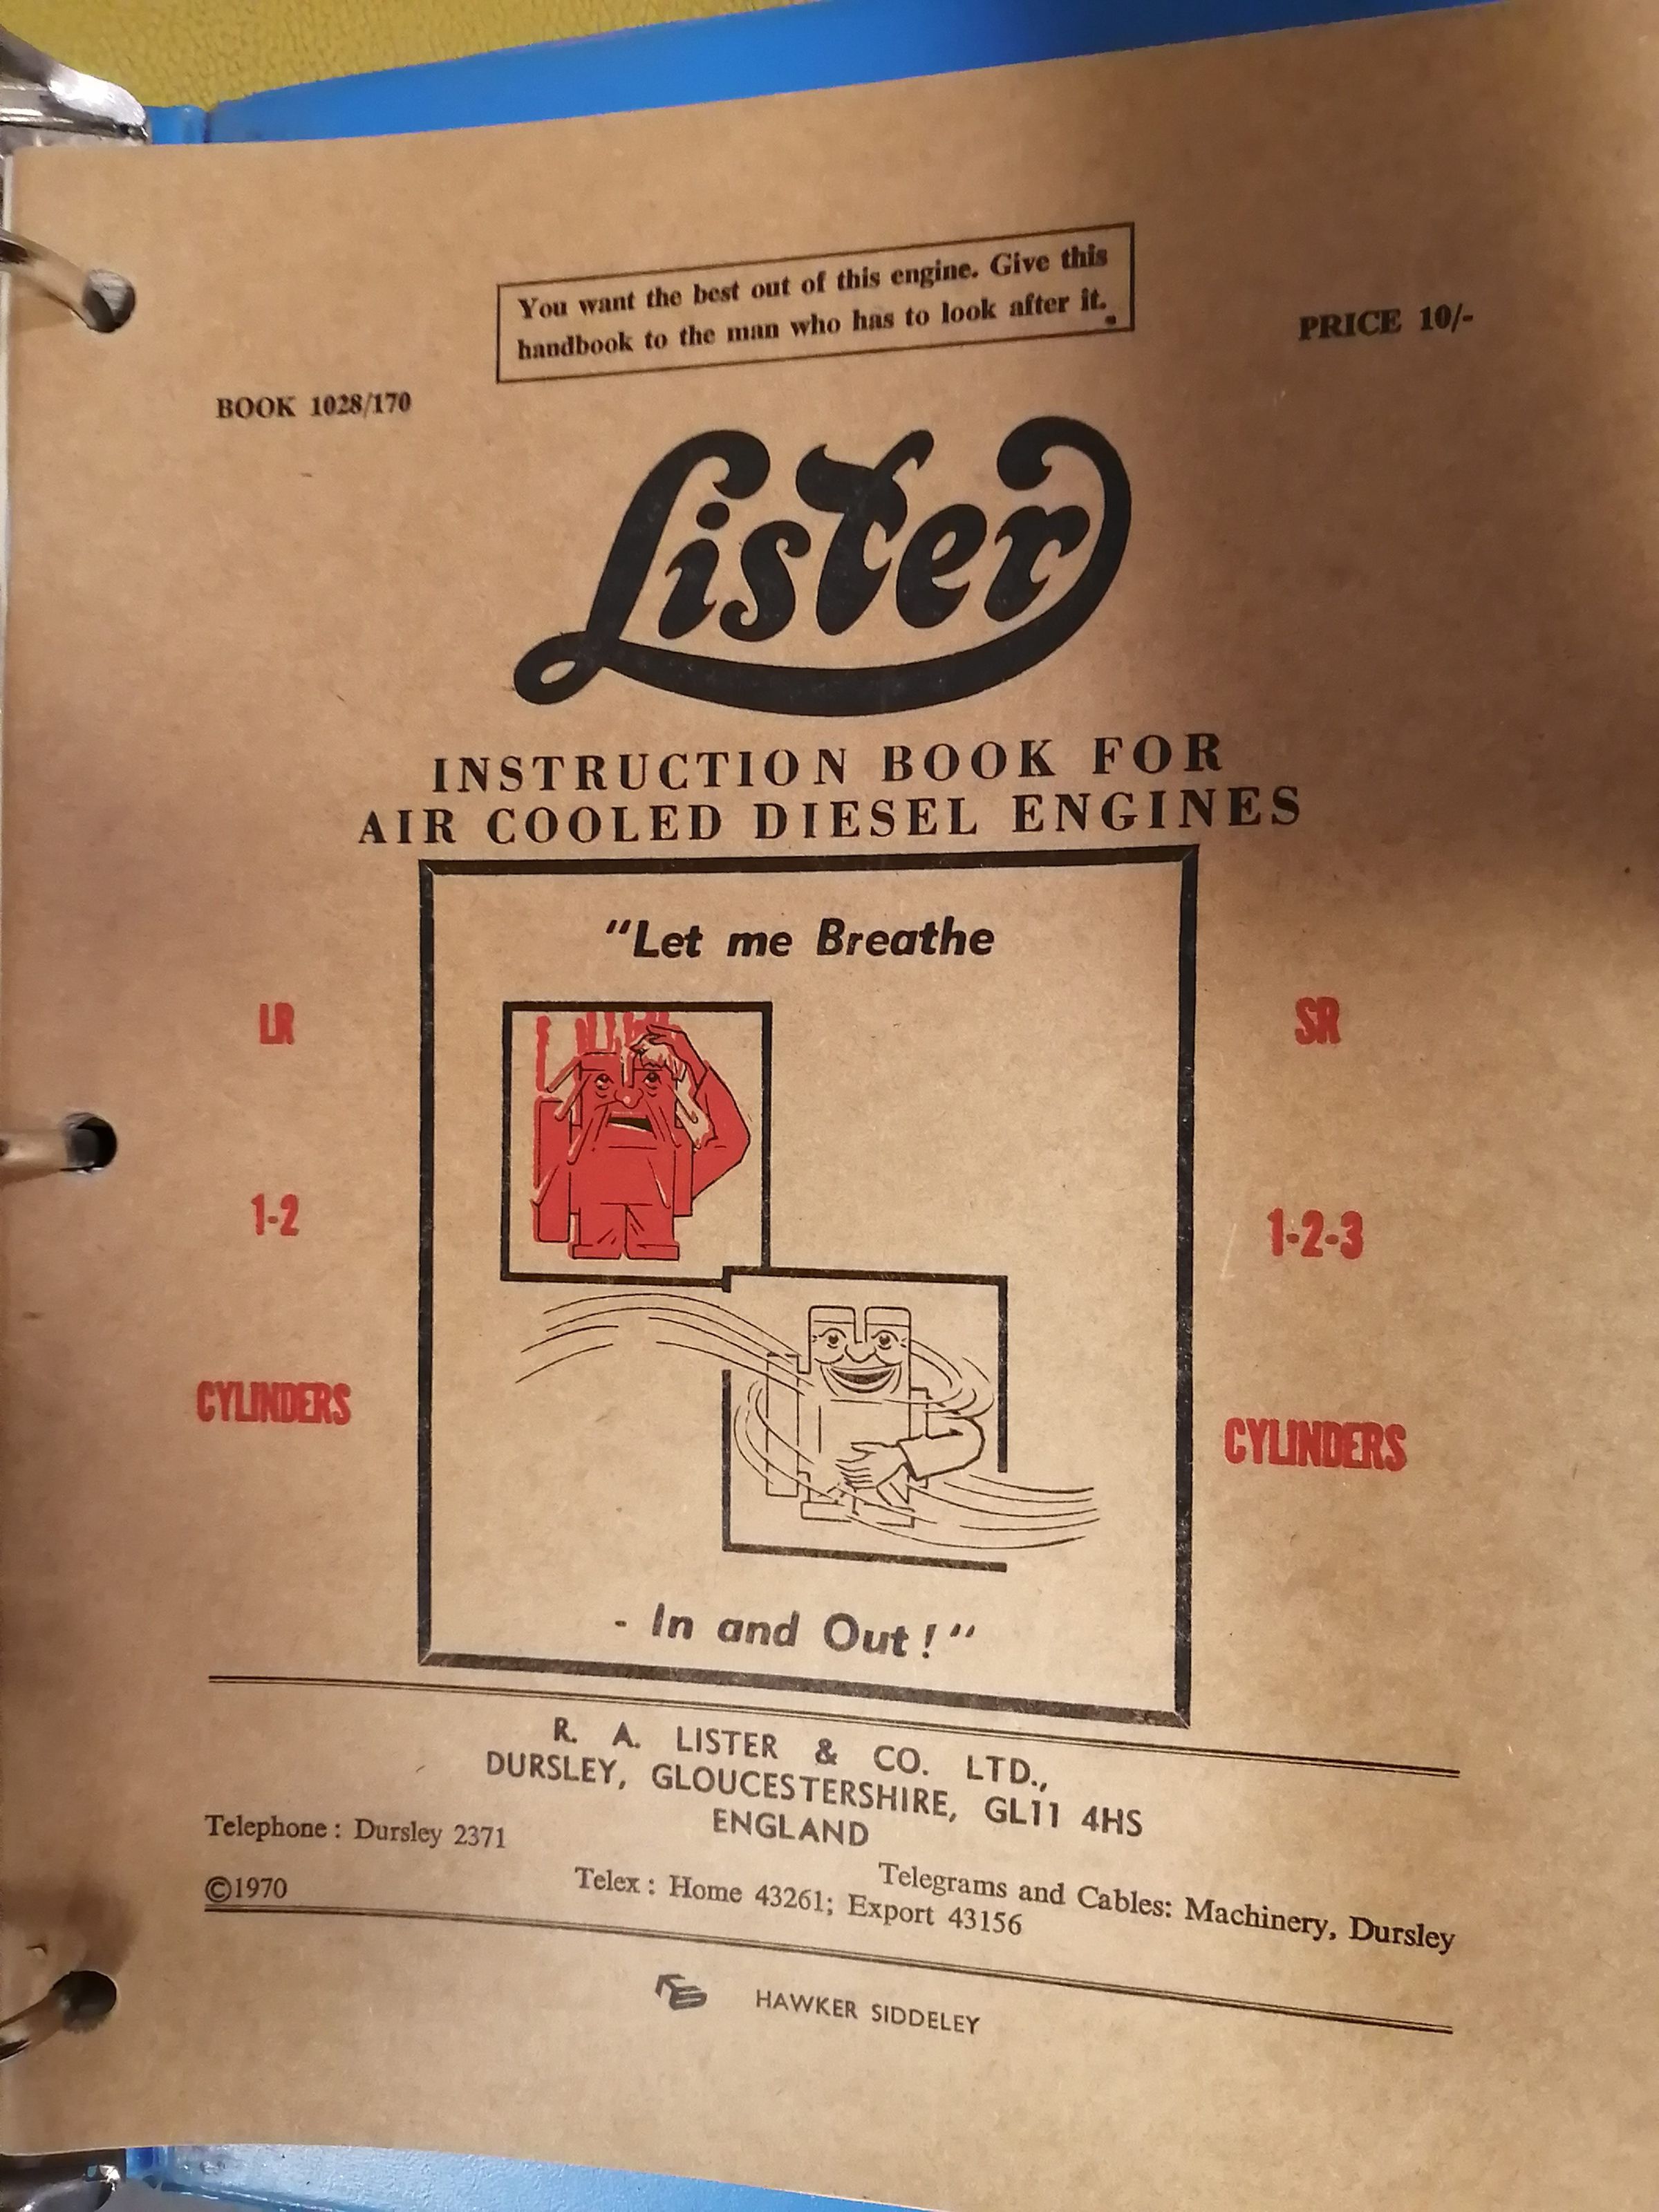 You want the best out of this engine. Give this
handbook to the man who has to look after it.
PRICE 10/-
BOOK 1028/170
Lister
INSTRUCTION BOOK FOR
AIR COOLED DIESEL ENGINES
"Let me Breathe
LR
SR
1-2
1-2-3
CYLINDERS
CYLINDERS
- In and Out!"
R. A. LISTER & CO. LTD.,
DURSLEY, GLOUCESTERSHIRE, GL11 4HS
ENGLAND
Telephone: Dursley 2371
Telegrams and Cables: Machinery, Dursley
©1970
Telex: Home 43261; Export 43156
HAWKER SIDDELEY